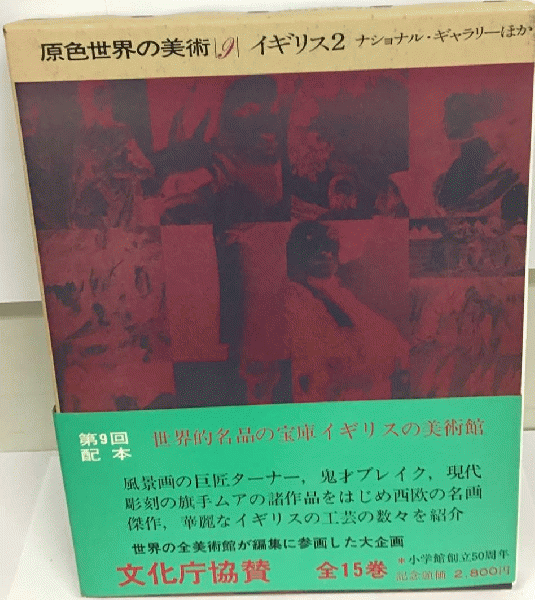 原色世界の美術 9 イギリス2 ナショナル・ギャラリーほか
第9回
配本
世界的名品の宝庫イギリスの美術館
風景画の巨匠ターナー，鬼才ブレイク，現代
彫刻の旗手ムアの諸作品をはじめ西欧の名画
傑作，華麗なイギリスの工芸の数々を紹介
世界の全美術館が編集に参画した大企画
文化庁協賛 全15巻
＊小学館創立50周年
記念頒価 2,800円